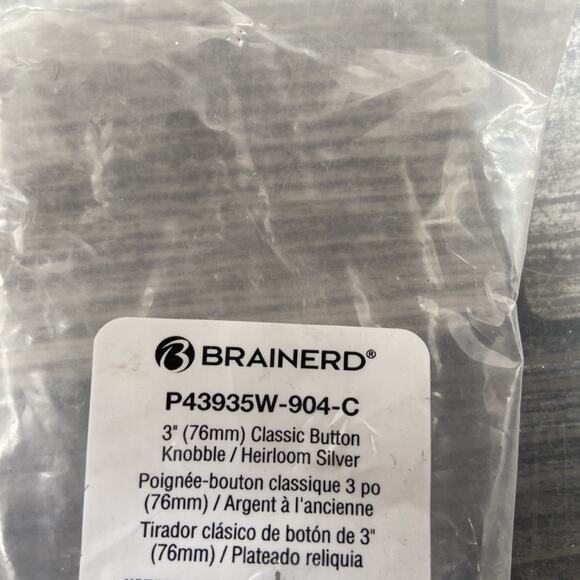 BRAINERD®
P43935W-904-C
3" (76mm) Classic Button
Knobble / Heirloom Silver
Poignée-bouton classique 3 po
(76mm) / Argent à l'ancienne
Tirador clásico de botón de 3"
(76mm) / Plateado reliquia